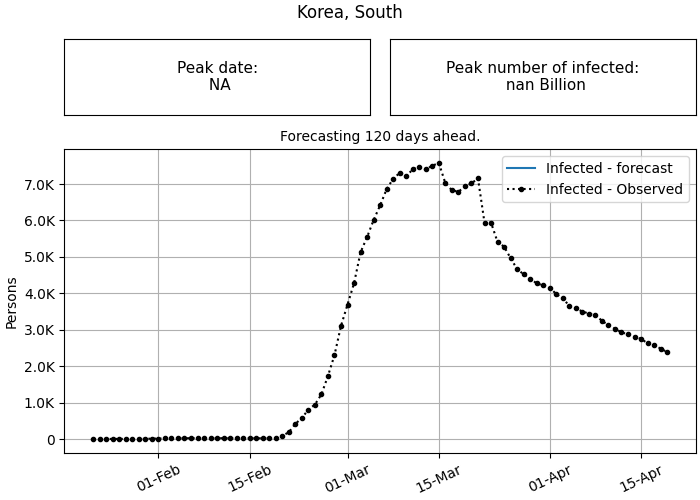 Korea, South
Peak date:
NA
Peak number of infected:
nan Billion
Forecasting 120 days ahead.
Infected - forecast
Infected - Observed
Persons
7.0K
6.0K
5.0K
4.0K
3.0K
2.0K
1.0K
0
01-Feb
15-Feb
01-Mar
15-Mar
01-Apr
15-Apr